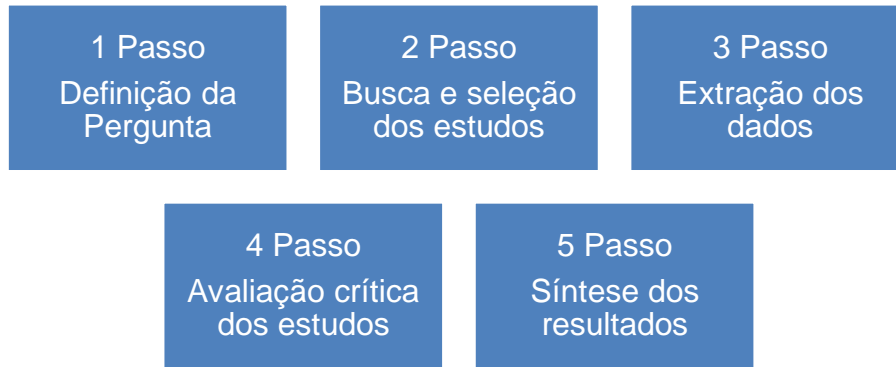 1 Passo
Definição da
Pergunta
2 Passo
Busca e seleção
dos estudos
3 Passo
Extração dos
dados
4 Passo
Avaliação crítica
dos estudos
5 Passo
Síntese dos
resultados